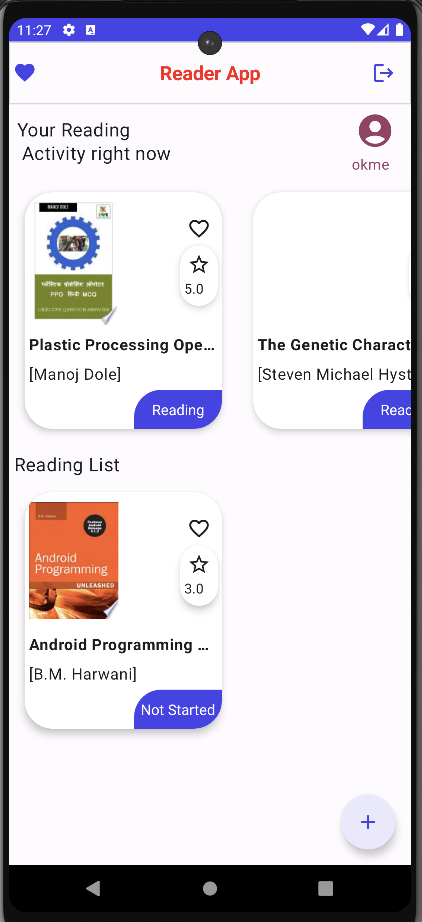 11:27
Reader App
Your Reading
Activity right now
okme
MANOJ DOLE
प्लास्टिक प्रोसेसिंग ऑपरेटर
PPO हिन्दी MCQ
OBJECTIVE QUESTION ANSWERS
5.0
Plastic Processing Ope...
[Manoj Dole]
Reading
The Genetic Charact
[Steven Michael Hyst
Read
Reading List
B.M. Harwani
Android
Programming
UNLEASHED
3.0
Android Programming ...
[B.M. Harwani]
Not Started